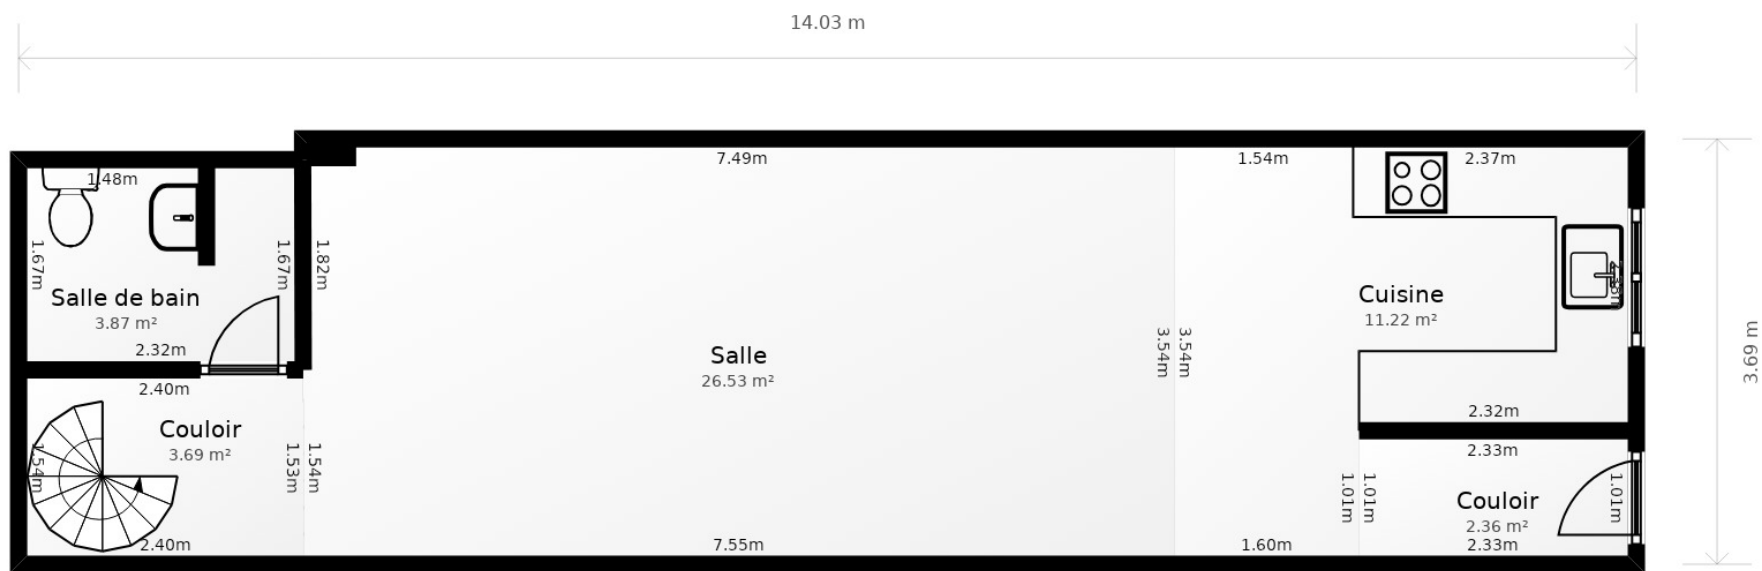 14.03 m
7.49m
1.54m
2.37m
1.48m
1.67m
1.67m
1.82m
Salle de bain
3.87 m²
2.32m
Cuisine
11.22 m²
3.69 m
Salle
26.53 m²
3.54m
3.54m
2.40m
Couloir
3.69 m²
1.54m
1.53m
1.54m
2.32m
2.33m
1.01m
1.01m
Couloir
2.36 m²
1.01m
2.40m
7.55m
1.60m
2.33m